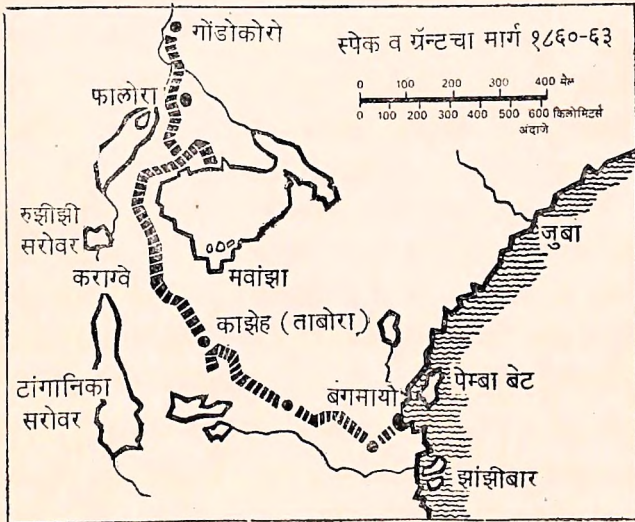 गोंडोकोरो
स्पेक व ग्रॅन्टचा मार्ग १८६०-६३
0 100 200 300 400 मैल
0 100 200 300 400 500 600 किलोमिटर्स
अंदाजे
फालोरा
रुझीझी
सरोवर
जुबा
कराग्वे
मवांझा
काझेह (ताबोरा)
टांगानिका
सरोवर
बंगमायो
पेम्बा बेट
झांझीबार